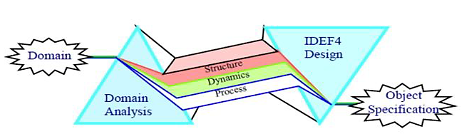 Domain
Domain
Analysis
Structure
Dynamics
Process
IDEF4
Design
Object
Specification